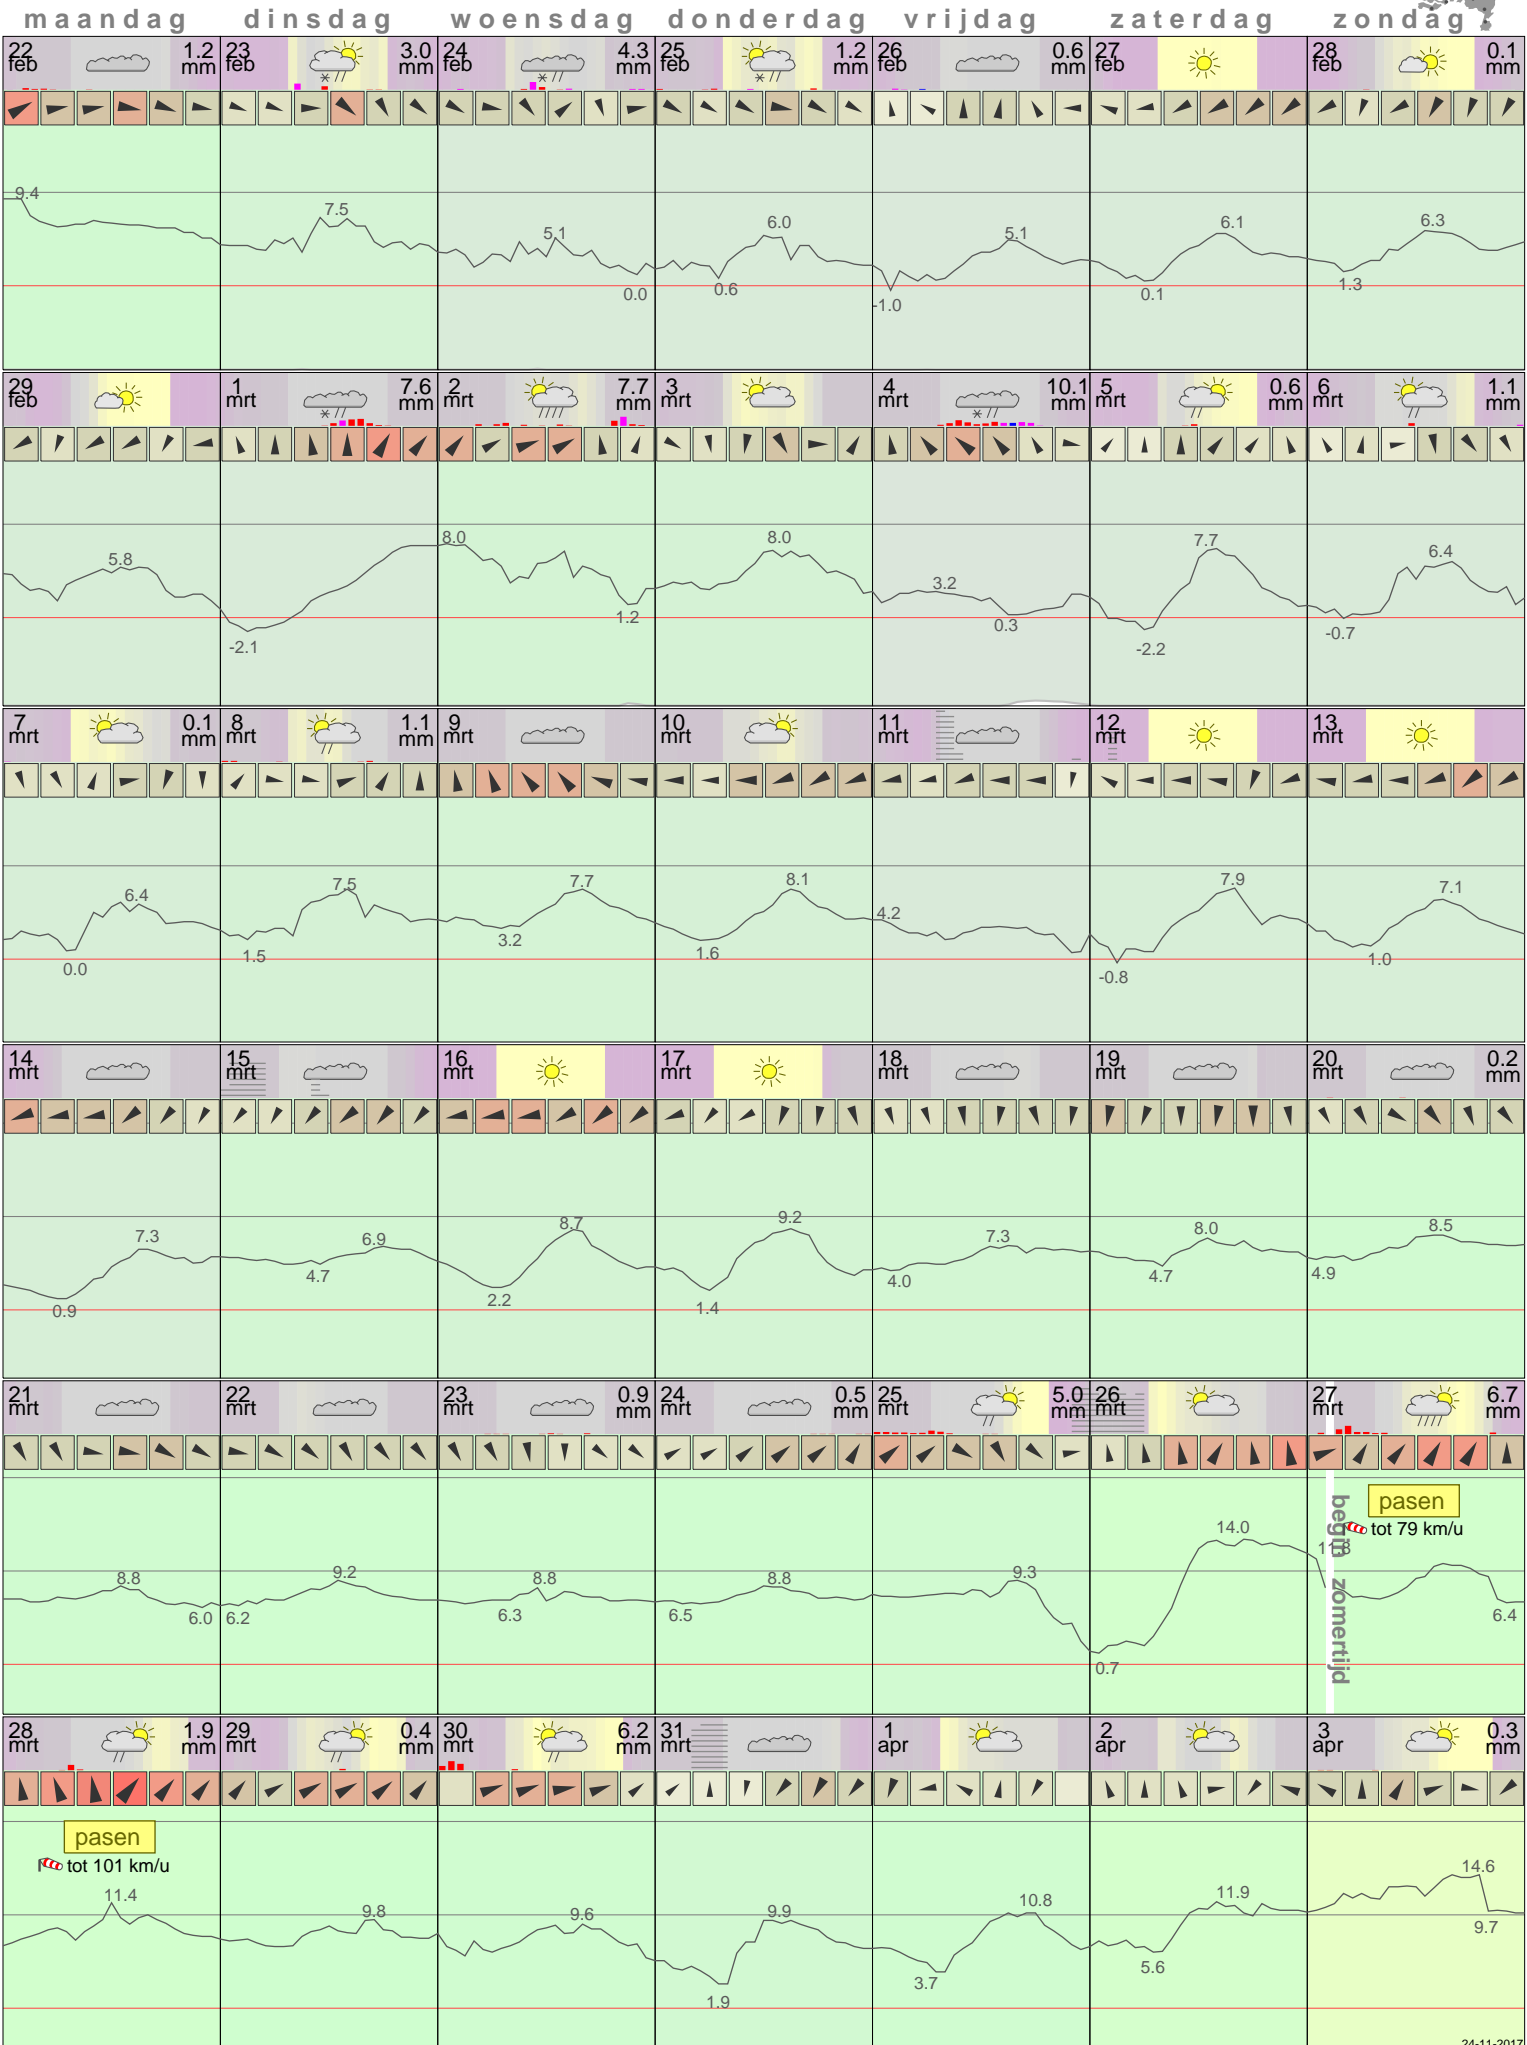 maandag dinsdag woensdag donderdag vrijdag zaterdag zondag
22 feb 1.2 mm 23 feb 3.0 mm 24 feb 4.3 mm 25 feb 1.2 mm 26 feb 0.6 mm 27 feb 28 feb 0.1 mm
9.4 7.5 5.1 0.0 6.0 0.6 -1.0 5.1 0.1 6.1 1.3 6.3
29 feb 1 mrt 7.6 mm 2 mrt 7.7 mm 3 mrt 4 mrt 10.1 mm 5 mrt 0.6 mm 6 mrt 1.1 mm
5.8 -2.1 8.0 1.2 8.0 3.2 0.3 -2.2 7.7 -0.7 6.4
7 mrt 0.1 mm 8 mrt 1.1 mm 9 mrt 10 mrt 11 mrt 12 mrt 13 mrt
0.0 6.4 1.5 7.5 3.2 7.7 1.6 8.1 4.2 -0.8 7.9 1.0 7.1
14 mrt 15 mrt 16 mrt 17 mrt 18 mrt 19 mrt 20 mrt 0.2 mm
0.9 7.3 4.7 6.9 2.2 8.7 1.4 9.2 4.0 7.3 4.7 8.0 4.9 8.5
21 mrt 22 mrt 23 mrt 0.9 mm 24 mrt 0.5 mm 25 mrt 5.0 mm 26 mrt 27 mrt 6.7 mm
pasen
tot 79 km/u
begin zomertijd
8.8 6.0 6.2 9.2 6.3 8.8 6.5 8.8 9.3 0.7 14.0 11.8 6.4
28 mrt 1.9 mm 29 mrt 0.4 mm 30 mrt 6.2 mm 31 mrt 1 apr 2 apr 3 apr 0.3 mm
pasen
tot 101 km/u
11.4 9.8 9.6 1.9 9.9 3.7 10.8 5.6 11.9 14.6 9.7
24-11-2017